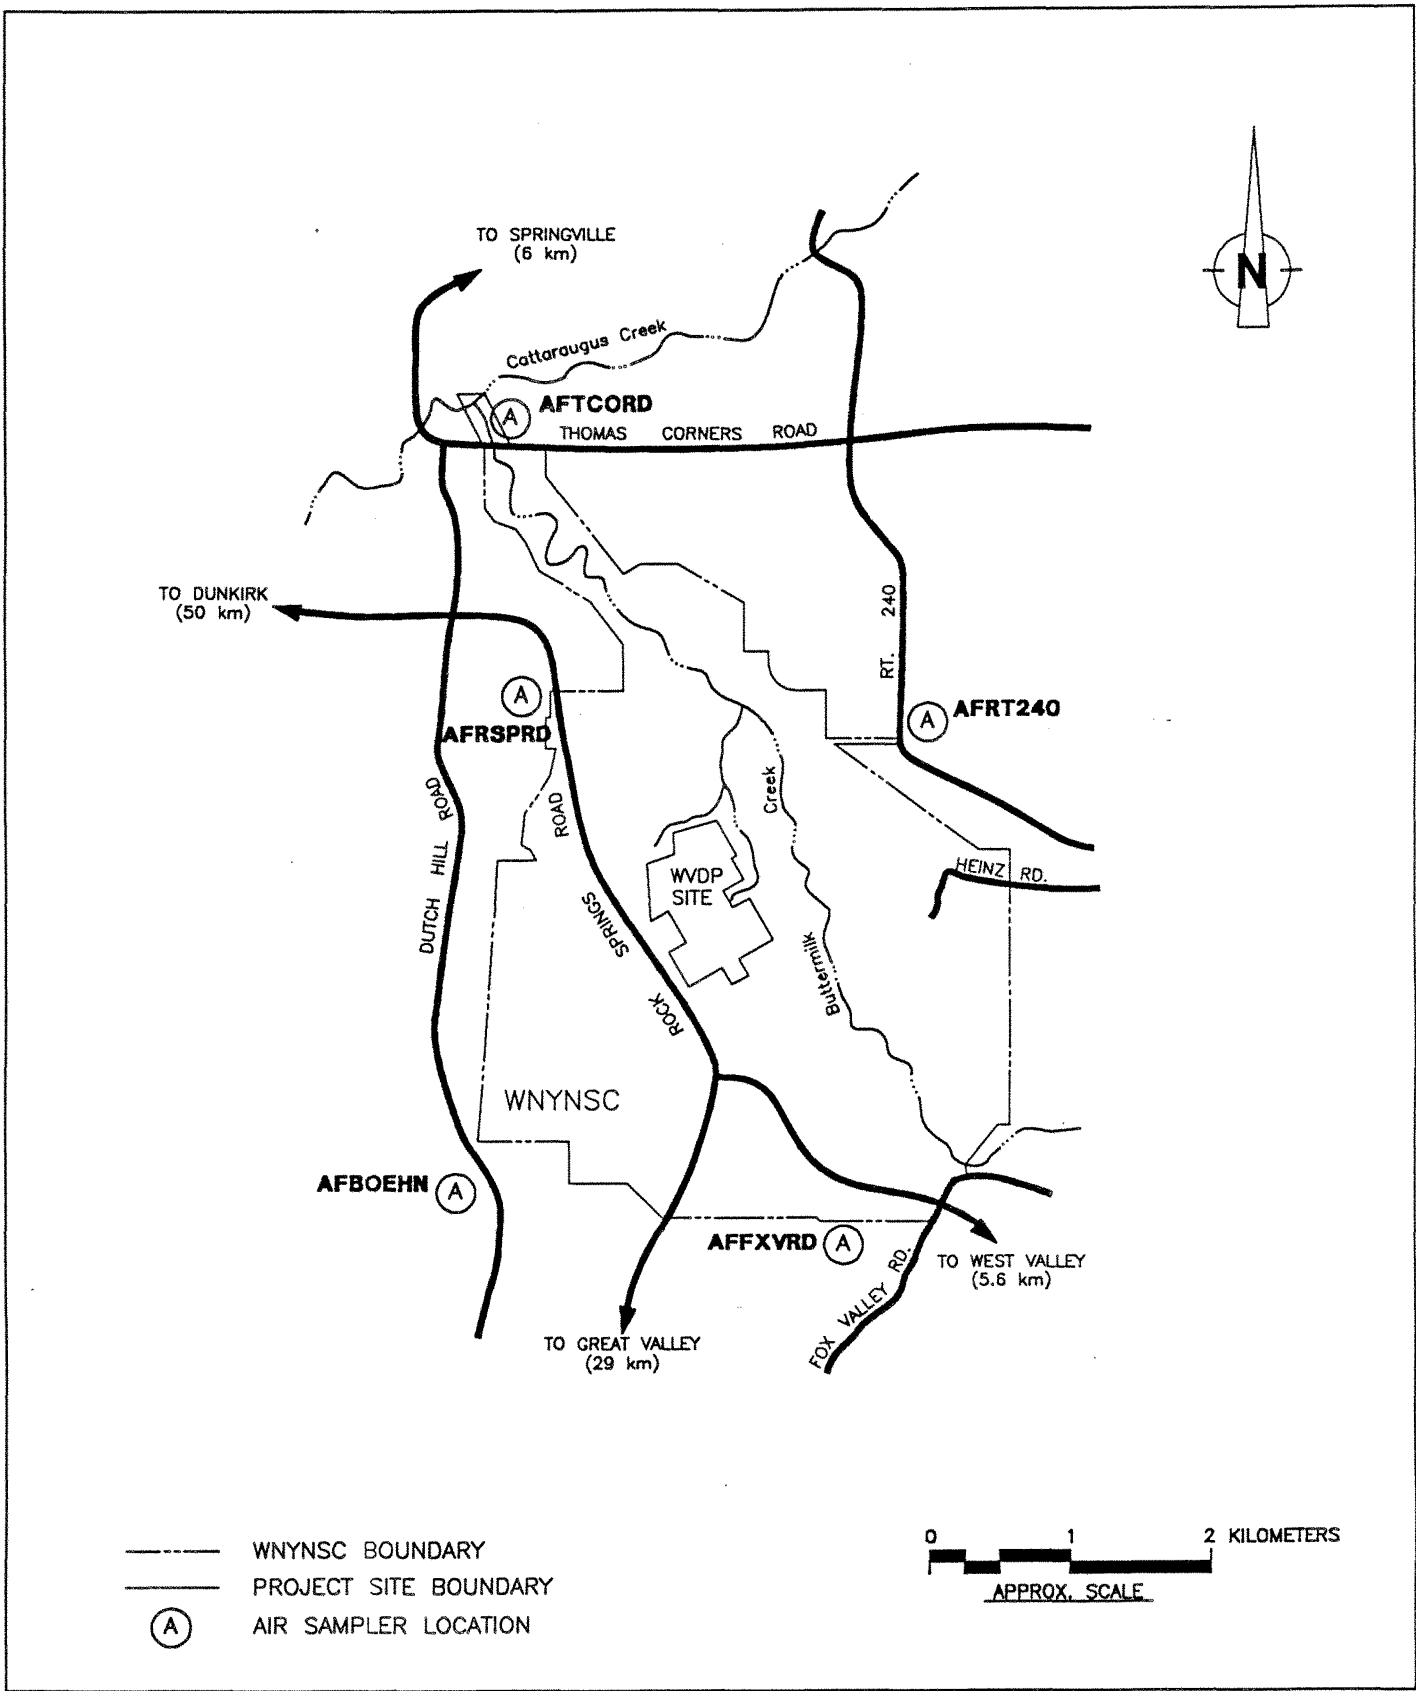 N
TO SPRINGVILLE
(6 km)
Cattaraugus Creek
A
AFTCORD
THOMAS CORNERS ROAD
TO DUNKIRK
(50 km)
RT. 240
A
AFRSPRD
A
AFRT240
DUTCH HILL ROAD
ROCK SPRINGS ROAD
Buttermilk Creek
WVDP
SITE
HEINZ RD.
WNYNSC
AFBOEHN
A
AFFXVRD
A
FOX VALLEY RD.
TO WEST VALLEY
(5.6 km)
TO GREAT VALLEY
(29 km)
WNYNSC BOUNDARY
PROJECT SITE BOUNDARY
A
AIR SAMPLER LOCATION
0 1 2 KILOMETERS
APPROX. SCALE